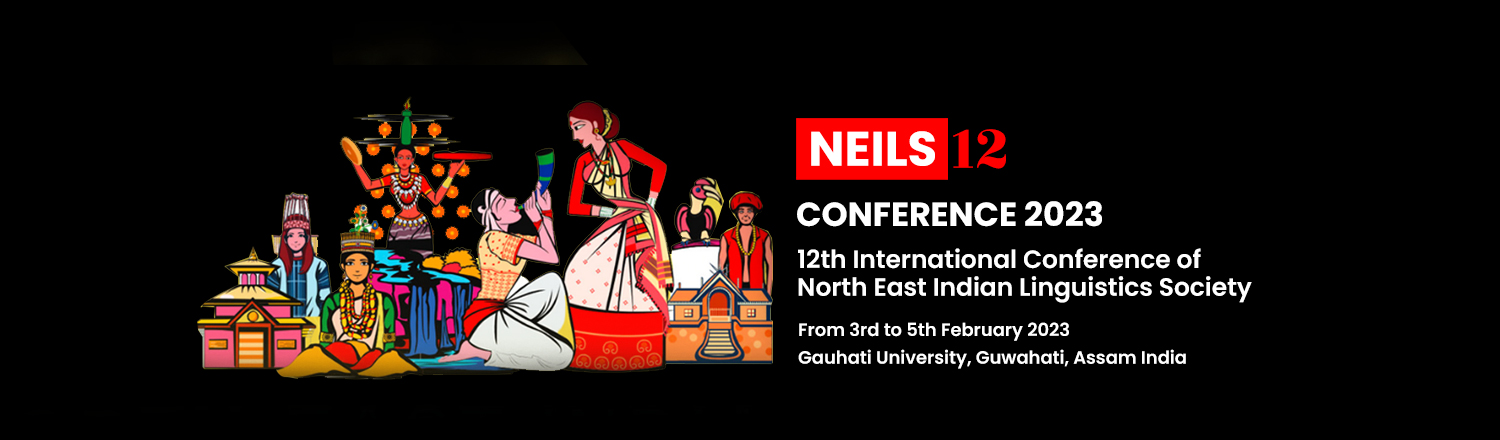 NEILS 12
CONFERENCE 2023
12th International Conference of
North East Indian Linguistics Society
From 3rd to 5th February 2023
Gauhati University, Guwahati, Assam India